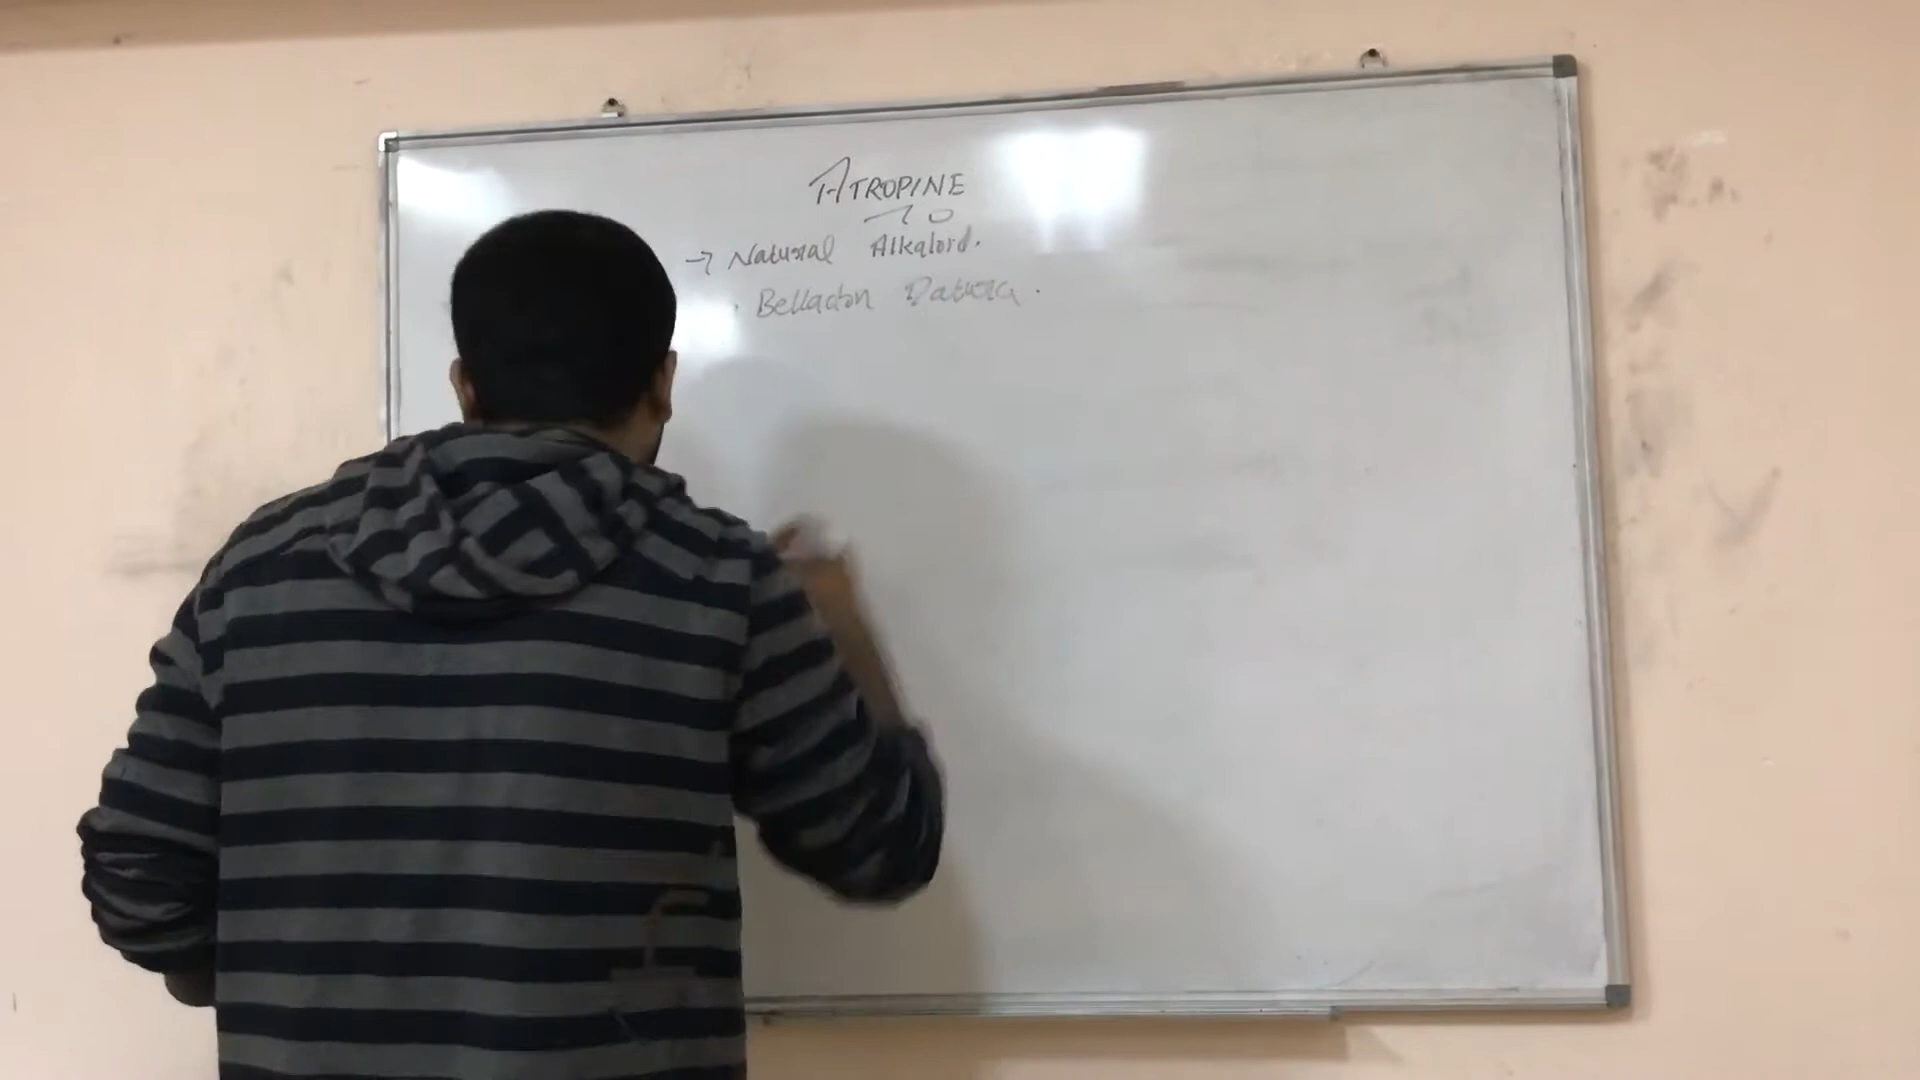 ATROPINE
→ Natural Alkaloid.
. Belladon Datura.